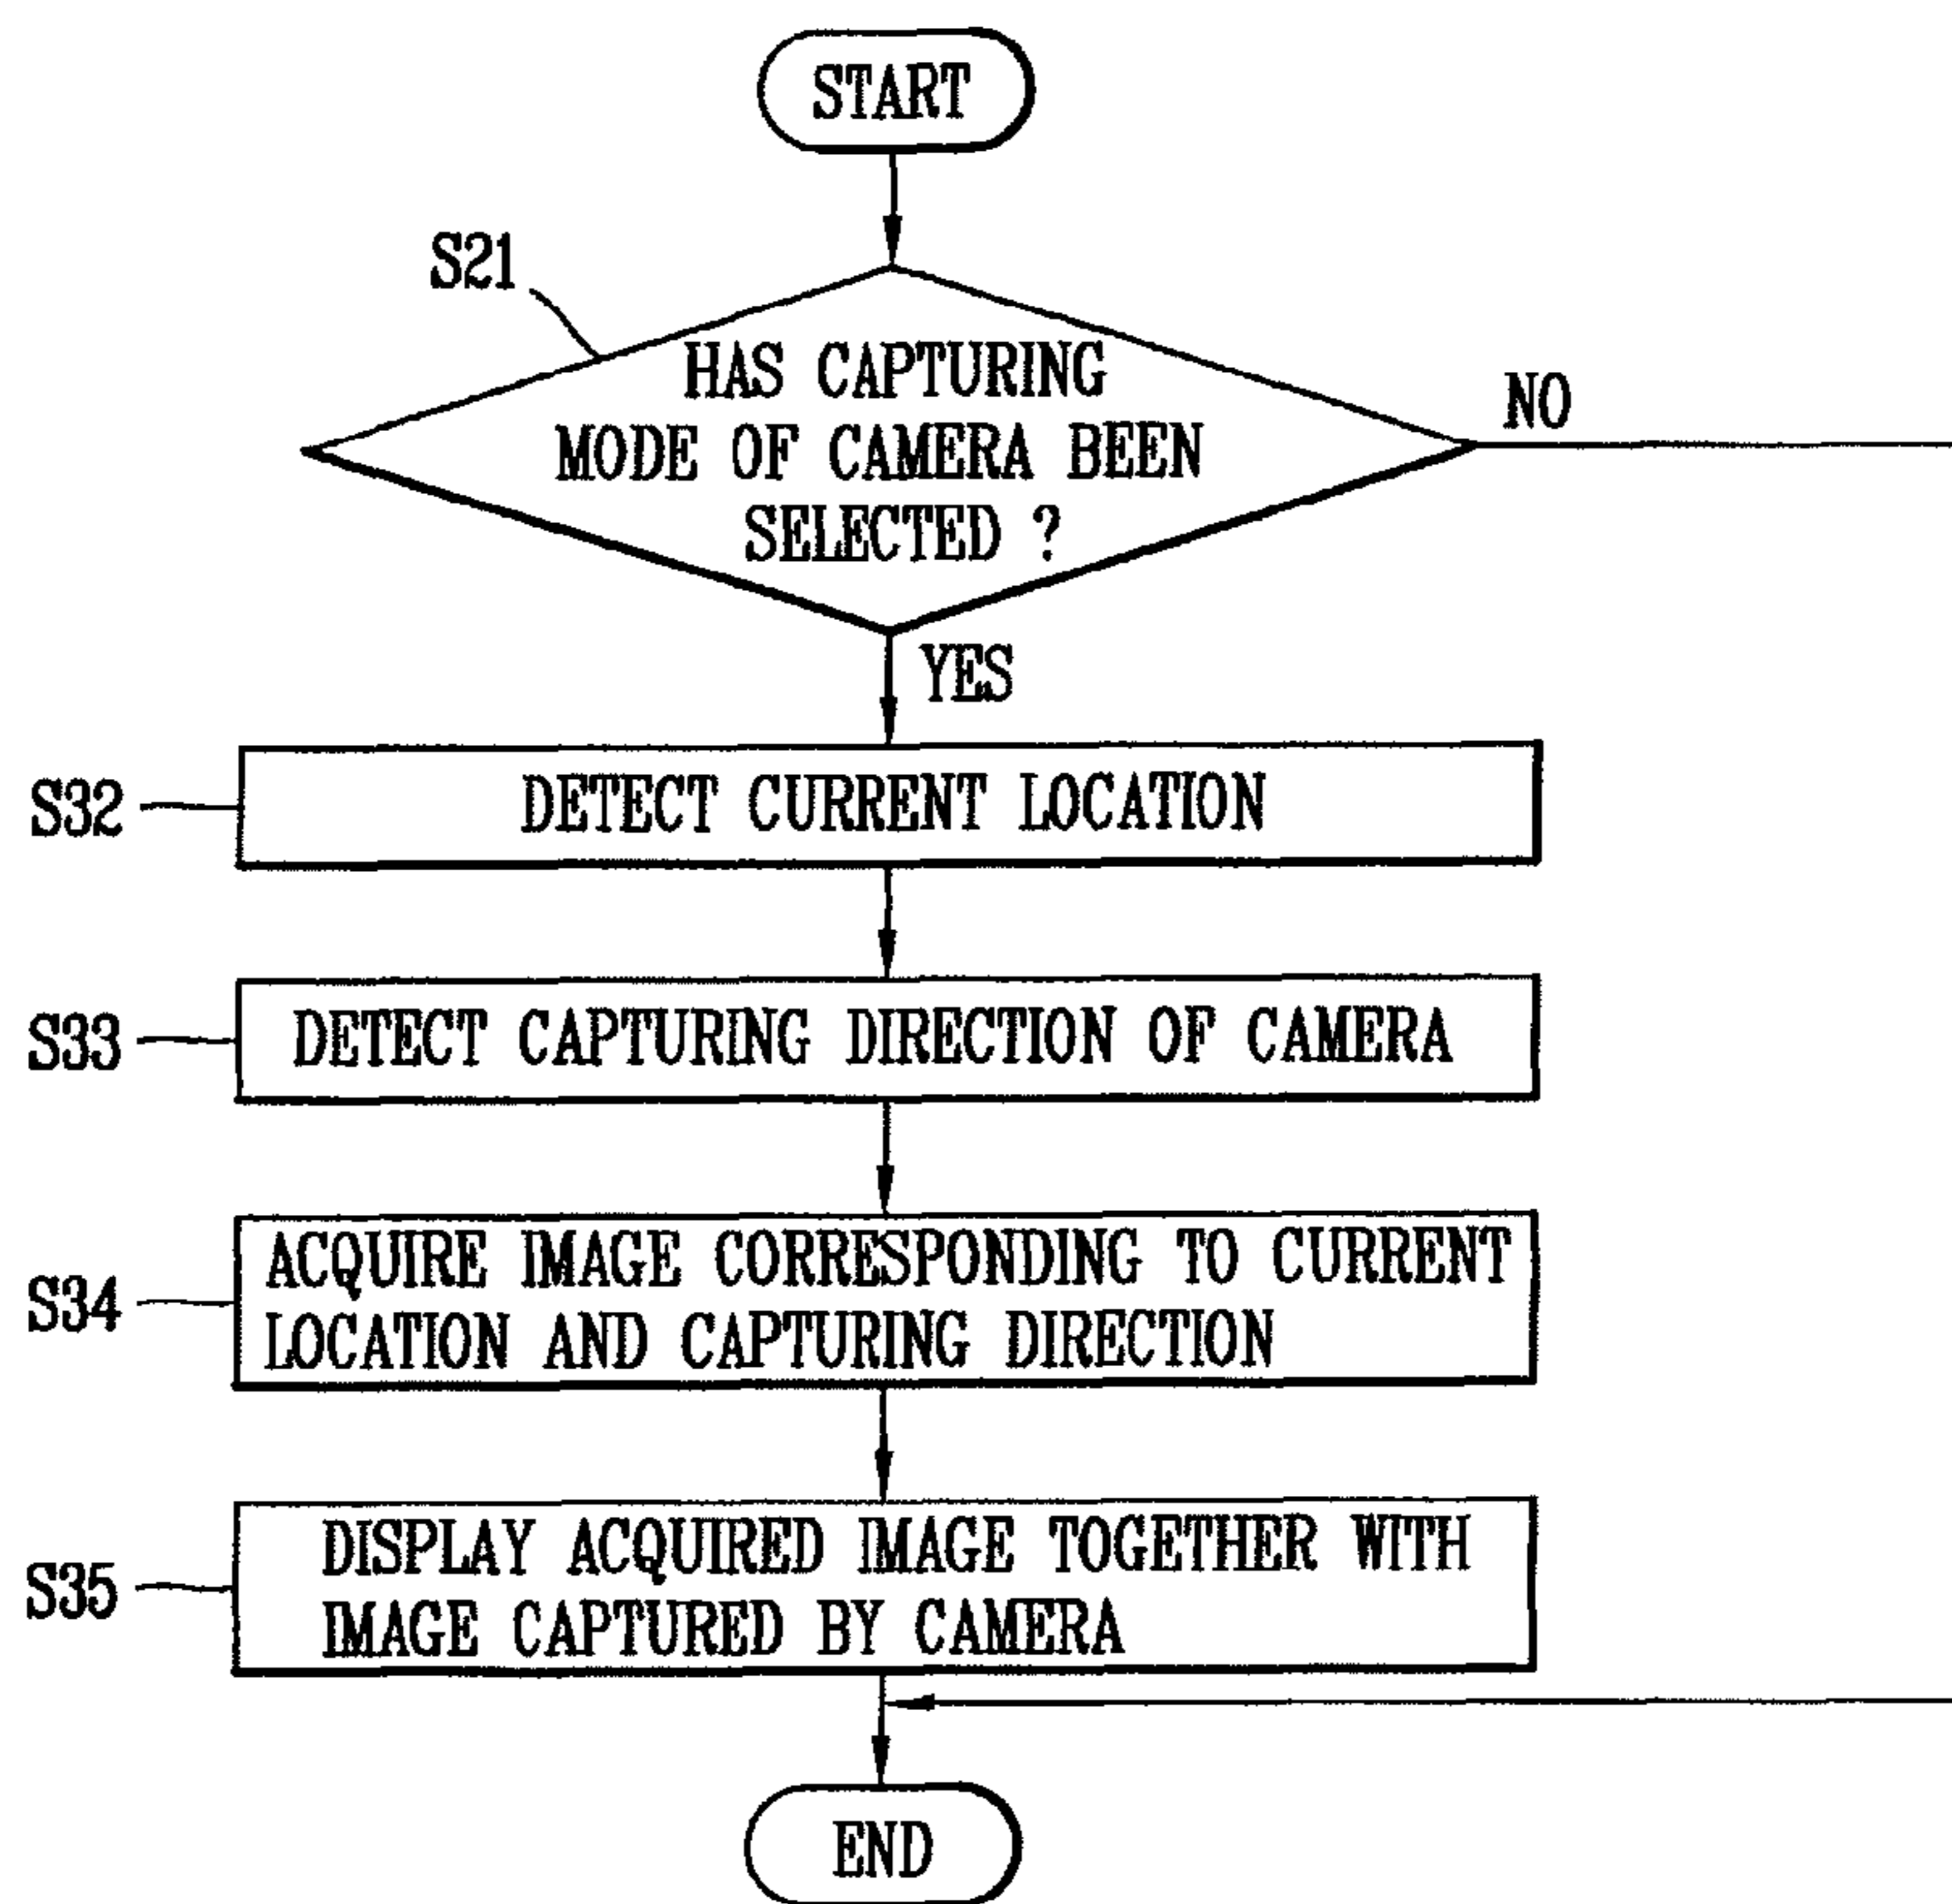 START
S21
HAS CAPTURING
MODE OF CAMERA BEEN
SELECTED ?
NO
YES
S32
DETECT CURRENT LOCATION
S33
DETECT CAPTURING DIRECTION OF CAMERA
S34
ACQUIRE IMAGE CORRESPONDING TO CURRENT
LOCATION AND CAPTURING DIRECTION
S35
DISPLAY ACQUIRED IMAGE TOGETHER WITH
IMAGE CAPTURED BY CAMERA
END